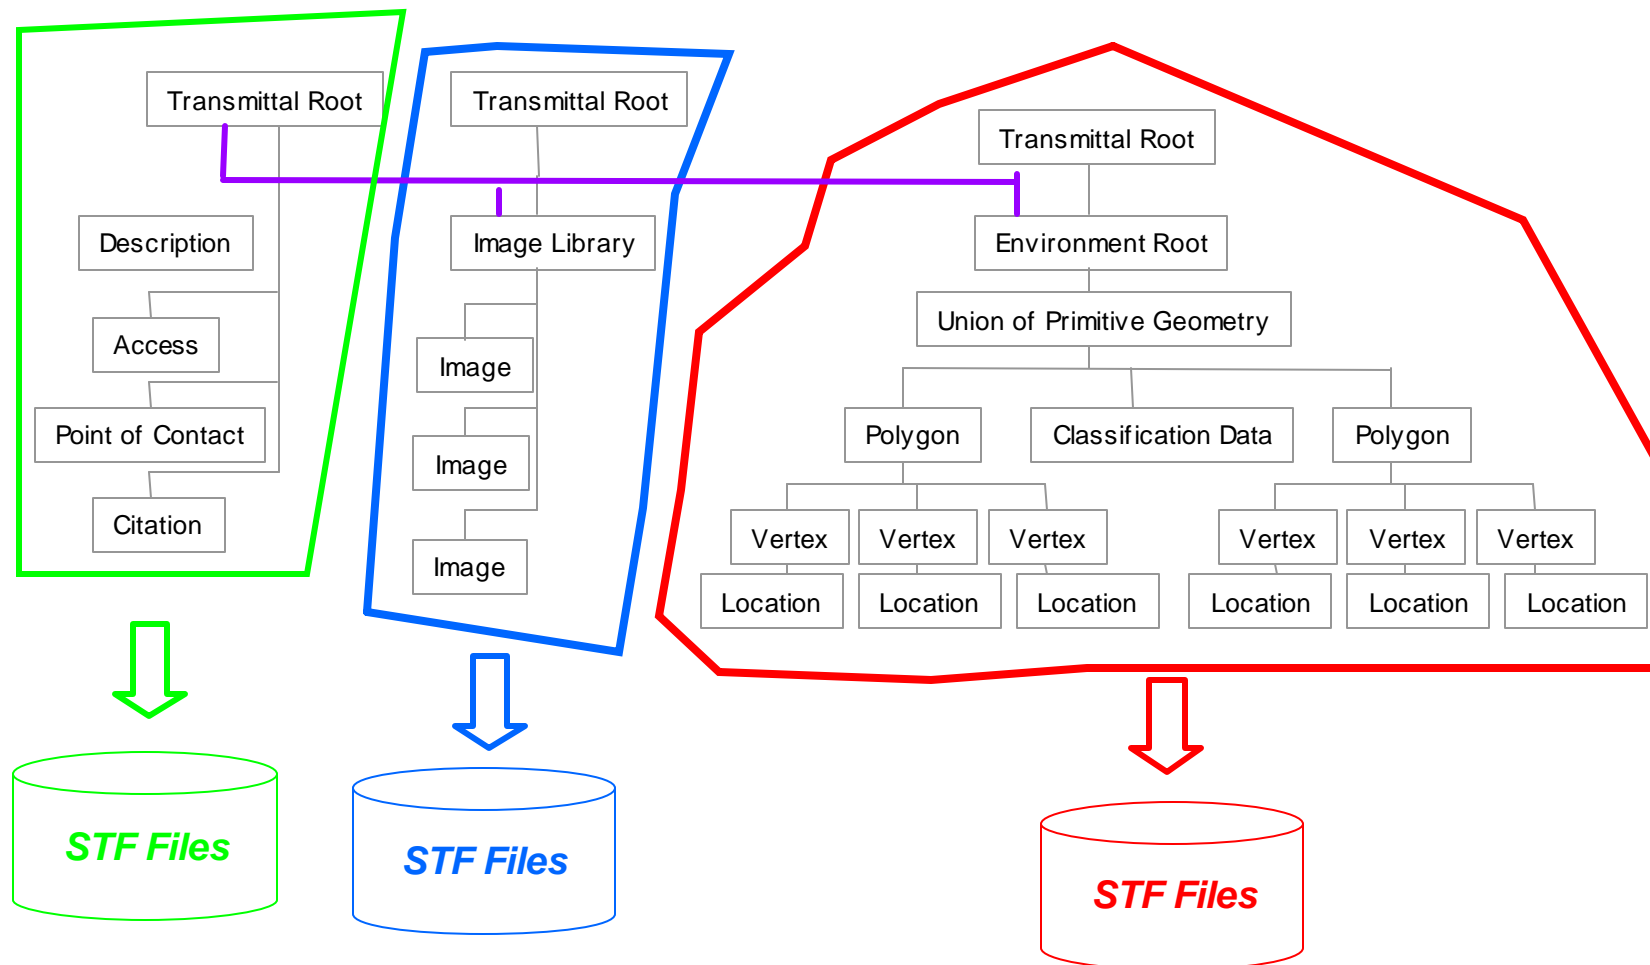 Transmittal Root
Description
Access
Point of Contact
Citation
STF Files
Transmittal Root
Image Library
Image
Image
Image
STF Files
Transmittal Root
Environment Root
Union of Primitive Geometry
Polygon
Classification Data
Polygon
Vertex
Vertex
Vertex
Vertex
Vertex
Vertex
Location
Location
Location
Location
Location
Location
STF Files